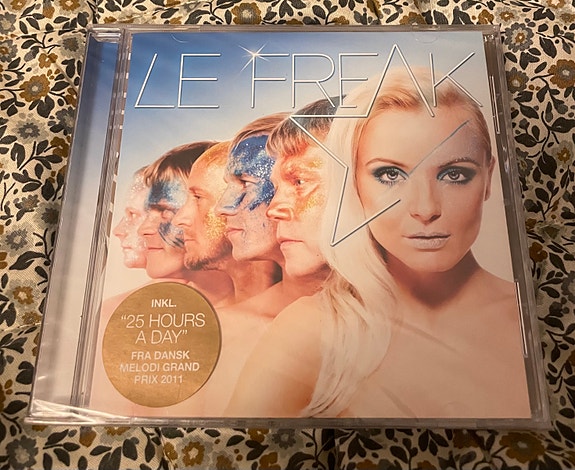 LE FREAK
INKL.
"25 HOURS
A DAY"
FRA DANSK
MELODI GRAND
PRIX 2011